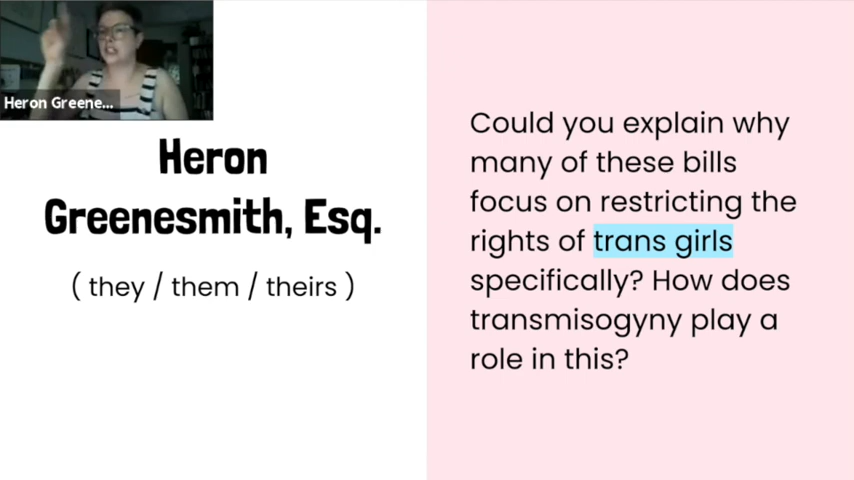 Heron Greene...
Heron
Greenesmith, Esq.
( they / them / theirs )
Could you explain why
many of these bills
focus on restricting the
rights of trans girls
specifically? How does
transmisogyny play a
role in this?